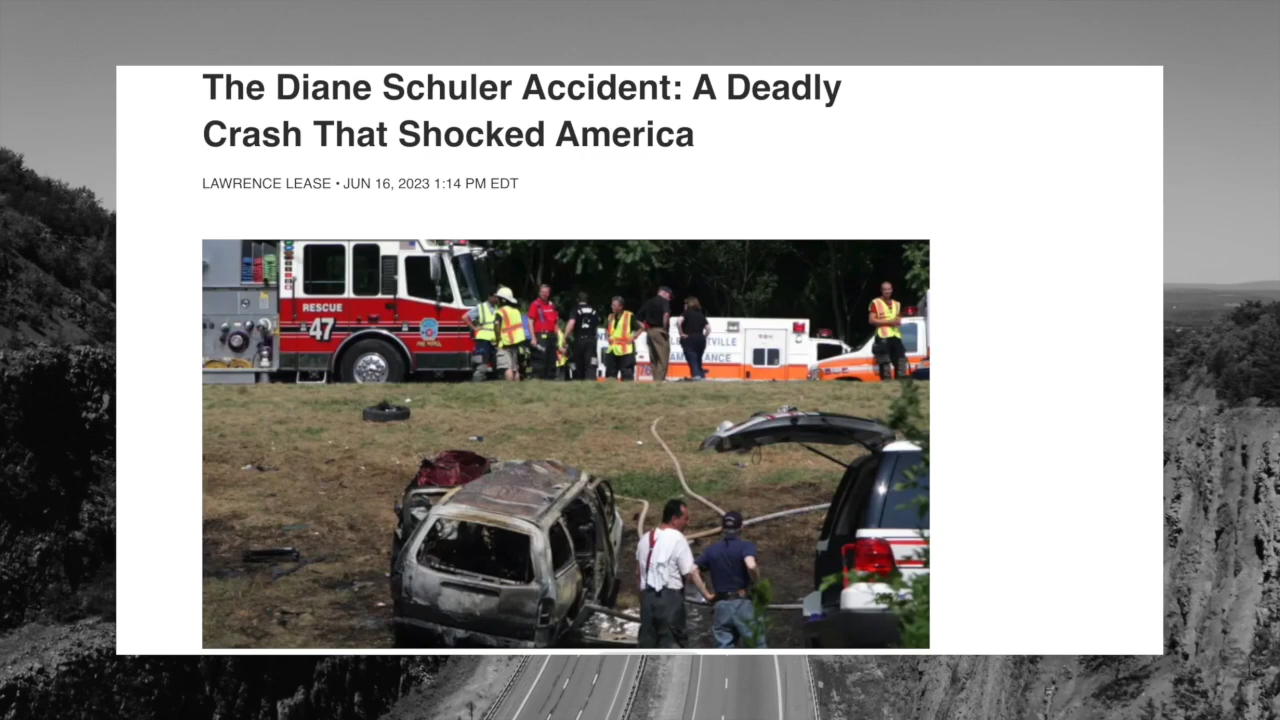 The Diane Schuler Accident: A Deadly
Crash That Shocked America
LAWRENCE LEASE • JUN 16, 2023 1:14 PM EDT
RESCUE
47